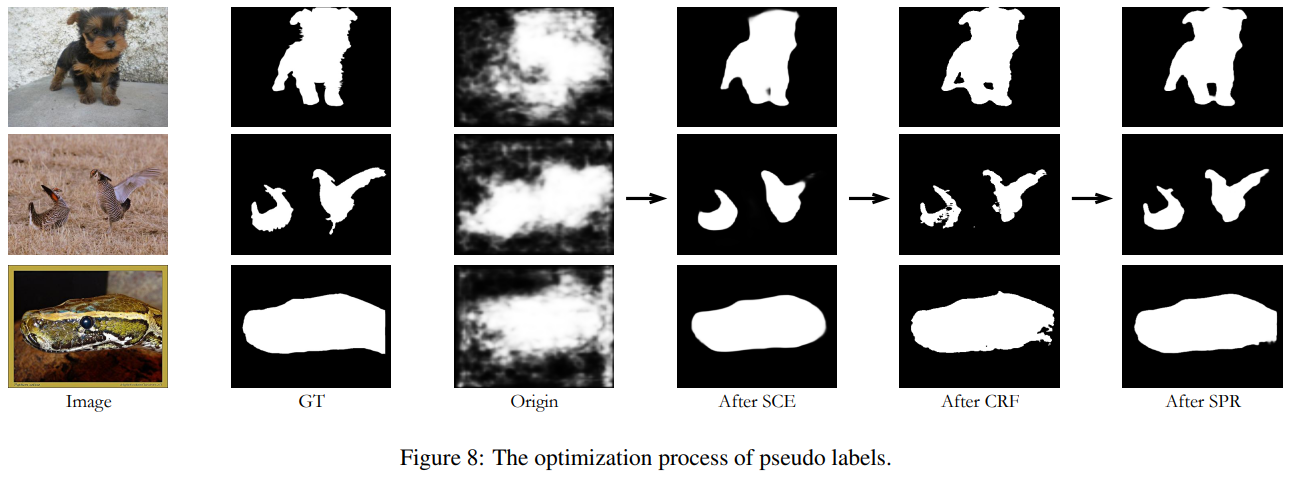 Image GT Origin After SCE After CRF After SPR
Figure 8: The optimization process of pseudo labels.